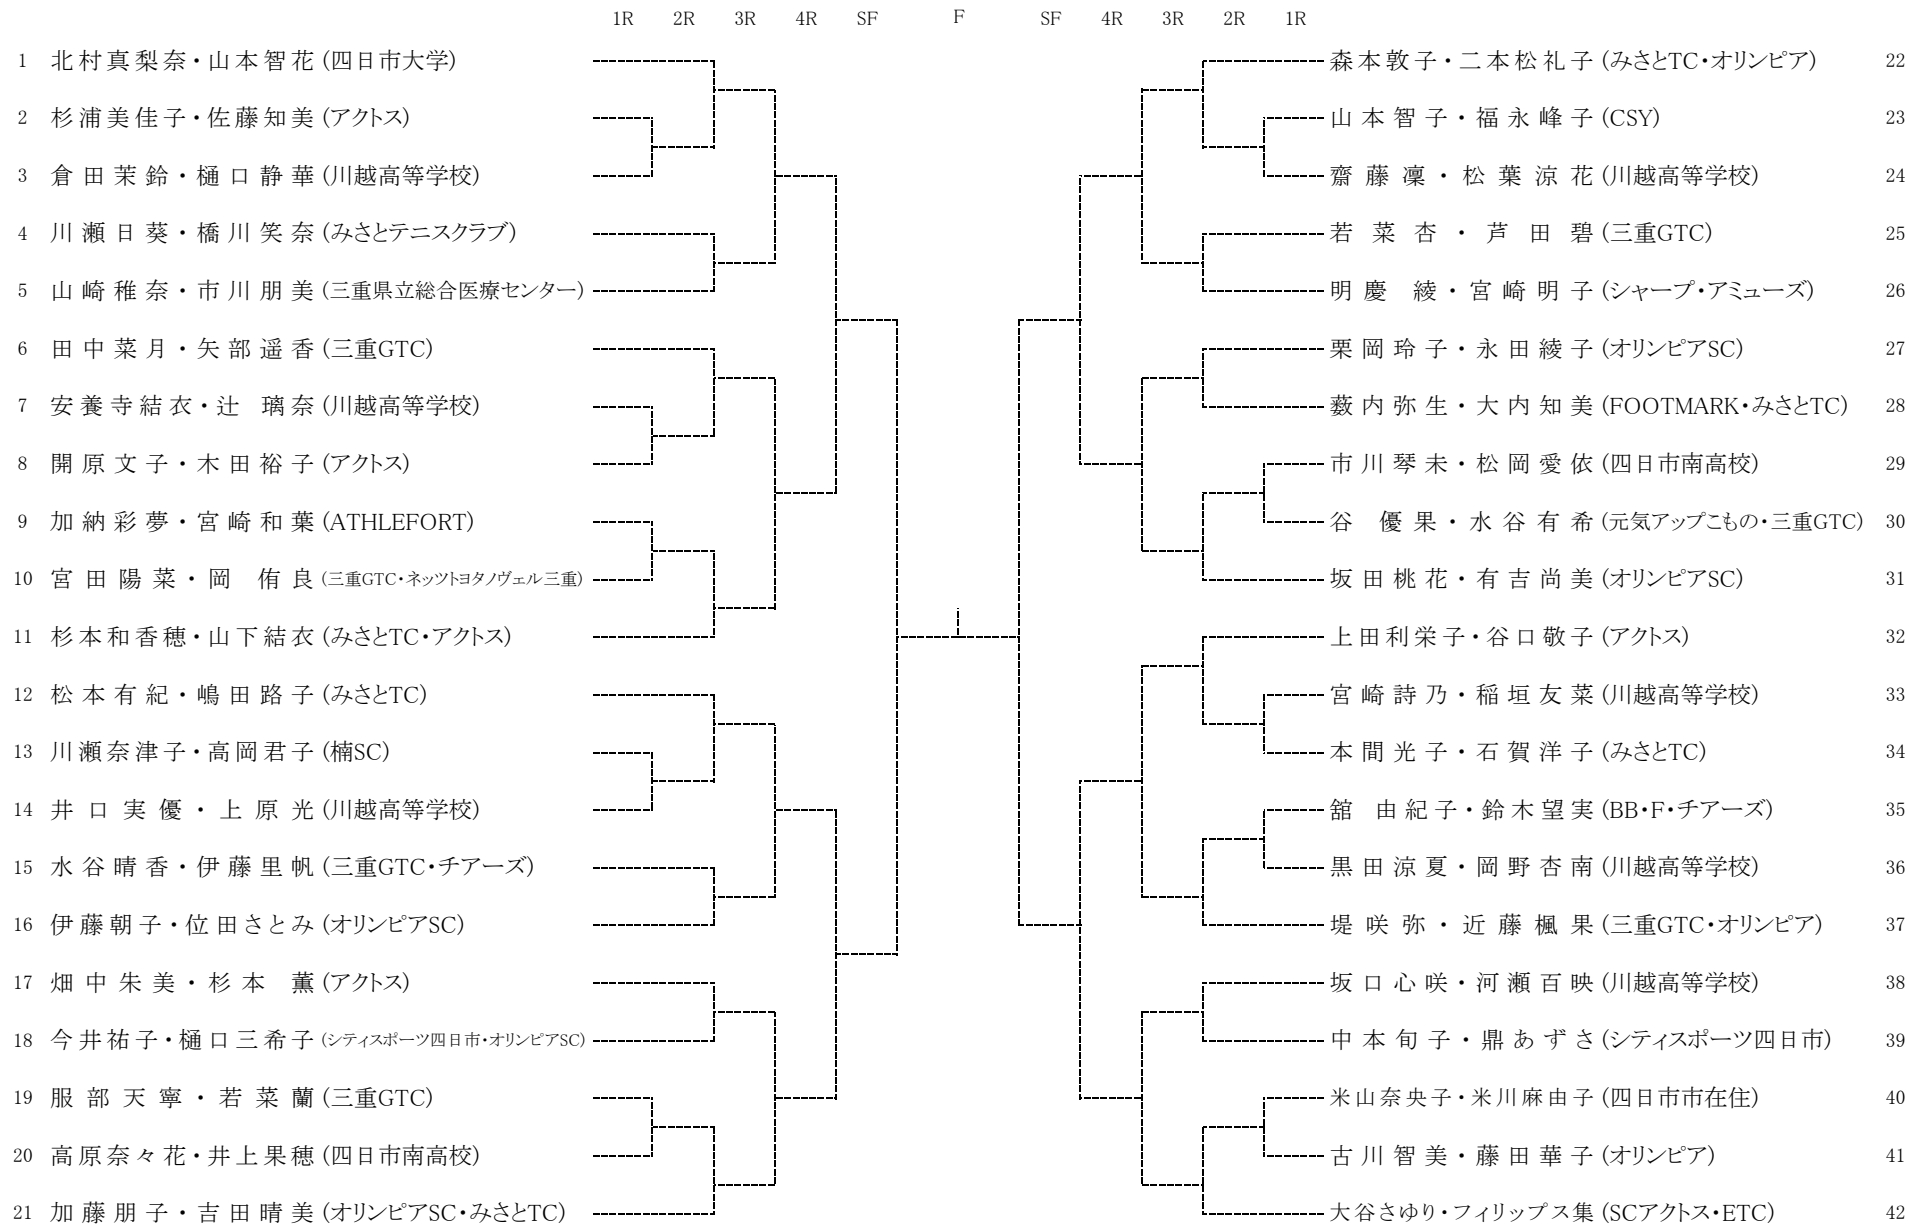 1R 2R 3R 4R SF F SF 4R 3R 2R 1R
1 北村真梨奈・山本智花 (四日市大学)
2 杉浦美佳子・佐藤知美 (アクトス)
3 倉田茉鈴・樋口静華 (川越高等学校)
4 川瀬日葵・橋川笑奈 (みさとテニスクラブ)
5 山崎稚奈・市川朋美 (三重県立総合医療センター)
6 田中菜月・矢部遥香 (三重GTC)
7 安養寺結衣・辻 璃奈 (川越高等学校)
8 開原文子・木田裕子 (アクトス)
9 加納彩夢・宮崎和葉 (ATHLEFORT)
10 宮田陽菜・岡 侑良 (三重GTC・ネッツトヨタノヴェル三重)
11 杉本和香穂・山下結衣 (みさとTC・アクトス)
12 松本有紀・嶋田路子 (みさとTC)
13 川瀬奈津子・高岡君子 (楠SC)
14 井口実優・上原光 (川越高等学校)
15 水谷晴香・伊藤里帆 (三重GTC・チアーズ)
16 伊藤朝子・位田さとみ (オリンピアSC)
17 畑中朱美・杉本 薫 (アクトス)
18 今井祐子・樋口三希子 (シティスポーツ四日市・オリンピアSC)
19 服部天寧・若菜蘭 (三重GTC)
20 高原奈々花・井上果穂 (四日市南高校)
21 加藤朋子・吉田晴美 (オリンピアSC・みさとTC)
森本敦子・二本松礼子 (みさとTC・オリンピア) 22
山本智子・福永峰子 (CSY) 23
齋藤凜・松葉涼花 (川越高等学校) 24
若菜杏・芦田碧 (三重GTC) 25
明慶 綾・宮崎明子 (シャープ・アミューズ) 26
栗岡玲子・永田綾子 (オリンピアSC) 27
薮内弥生・大内知美 (FOOTMARK・みさとTC) 28
市川琴未・松岡愛依 (四日市南高校) 29
谷 優果・水谷有希 (元気アップこもの・三重GTC) 30
坂田桃花・有吉尚美 (オリンピアSC) 31
上田利栄子・谷口敬子 (アクトス) 32
宮崎詩乃・稲垣友菜 (川越高等学校) 33
本間光子・石賀洋子 (みさとTC) 34
舘 由紀子・鈴木望実 (BB・F・チアーズ) 35
黒田涼夏・岡野杏南 (川越高等学校) 36
堤咲弥・近藤楓果 (三重GTC・オリンピア) 37
坂口心咲・河瀬百映 (川越高等学校) 38
中本旬子・鼎あずさ (シティスポーツ四日市) 39
米山奈央子・米川麻由子 (四日市市在住) 40
古川智美・藤田華子 (オリンピア) 41
大谷さゆり・フィリップス集 (SCアクトス・ETC) 42